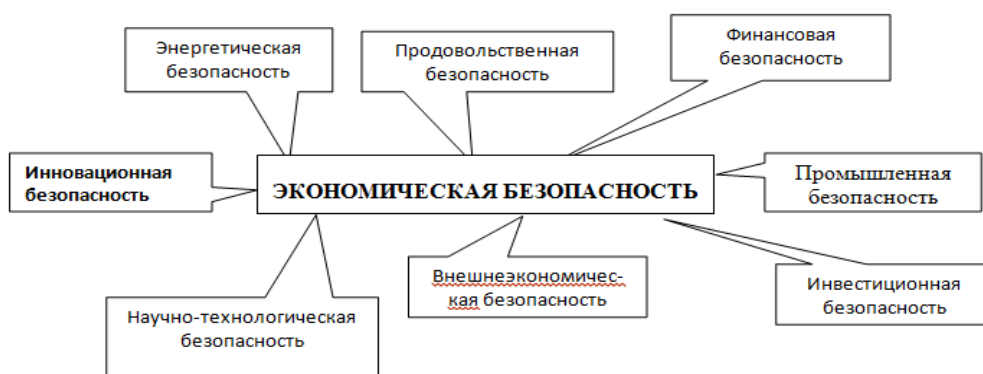 Энергетическая
безопасность
Продовольственная
безопасность
Финансовая
безопасность
Инновационная
безопасность
ЭКОНОМИЧЕСКАЯ БЕЗОПАСНОСТЬ
Промышленная
безопасность
Научно-технологическая
безопасность
Внешнеэкономичес-
кая безопасность
Инвестиционная
безопасность